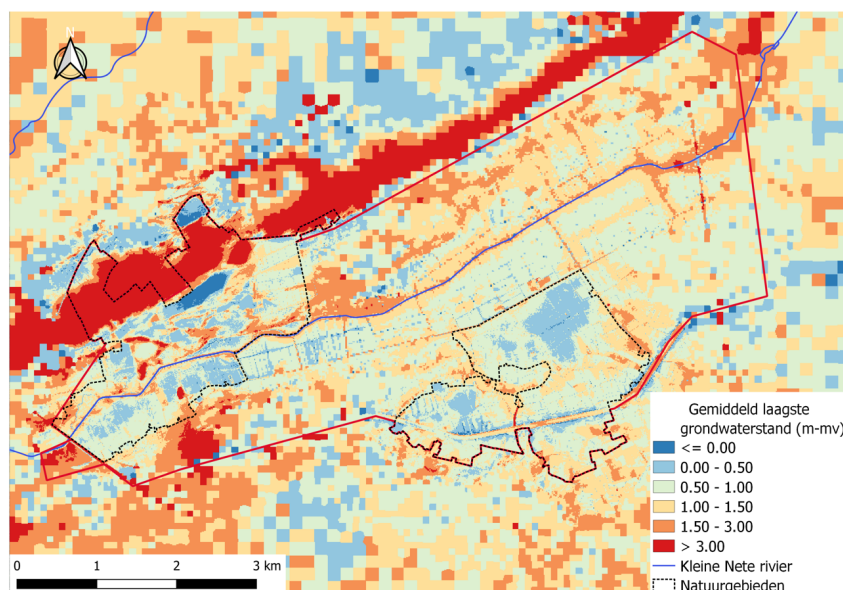 N
Gemiddeld laagste
grondwaterstand (m-mv)
<= 0.00
0.00 - 0.50
0.50 - 1.00
1.00 - 1.50
1.50 - 3.00
> 3.00
Kleine Nete rivier
Natuurgebieden
0 1 2 3 km